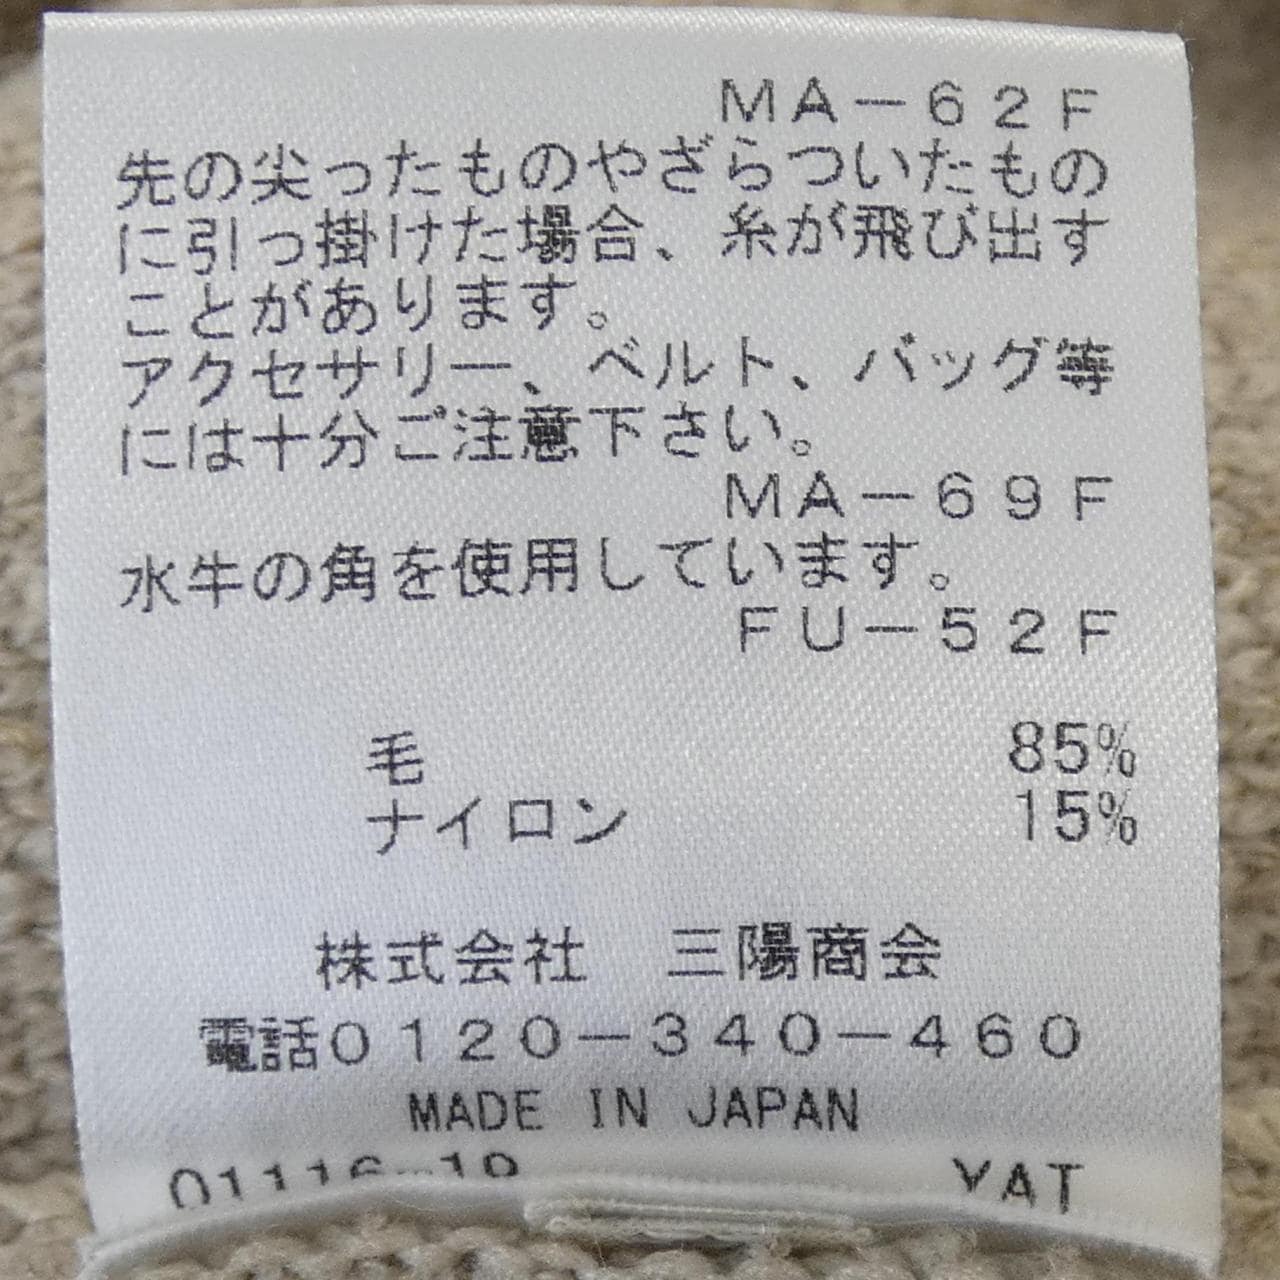 ＭＡ－６２Ｆ
先の尖ったものやざらついたもの
に引っ掛けた場合、糸が飛び出す
ことがあります。
アクセサリー、ベルト、バッグ等
には十分ご注意下さい。
ＭＡ－６９Ｆ
水牛の角を使用しています。
ＦＵ－５２Ｆ
毛 85%
ナイロン 15%
株式会社　三陽商会
電話０１２０－３４０－４６０
MADE IN JAPAN
YAT